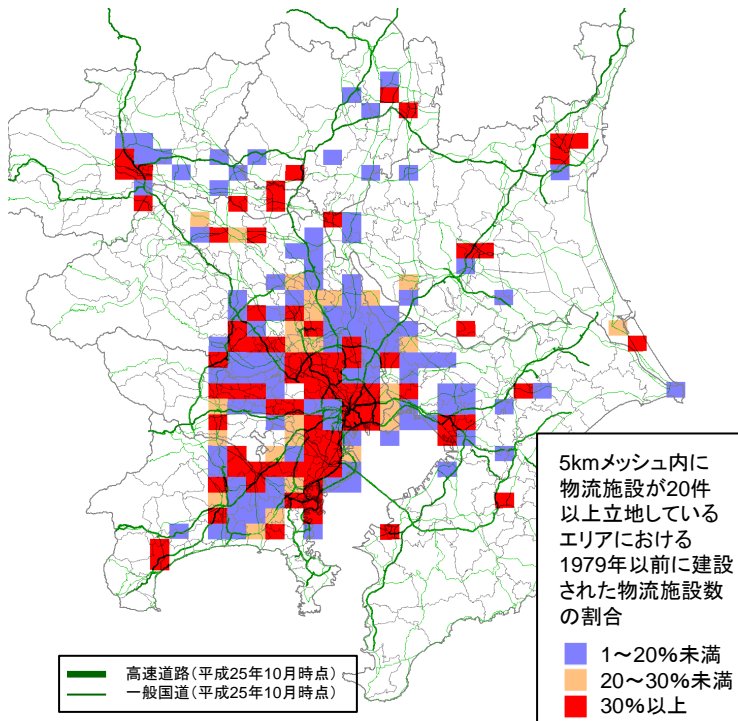 5kmメッシュ内に
物流施設が20件
以上立地している
エリアにおける
1979年以前に建設
された物流施設数
の割合
1～20%未満
20～30%未満
30%以上
高速道路(平成25年10月時点)
一般国道(平成25年10月時点)